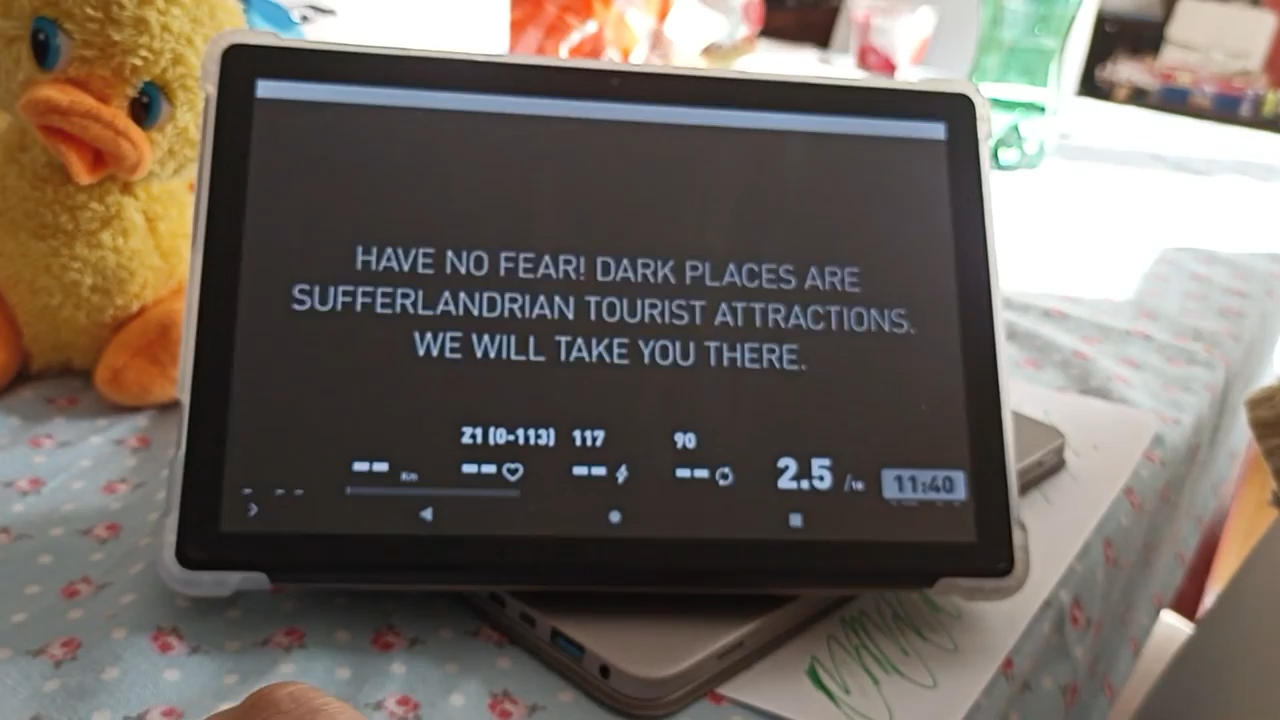 HAVE NO FEAR! DARK PLACES ARE
SUFFERLANDRIAN TOURIST ATTRACTIONS.
WE WILL TAKE YOU THERE.
Z1 (0-113) 117 90
-- -- -- -- 2.5 /10 11:40